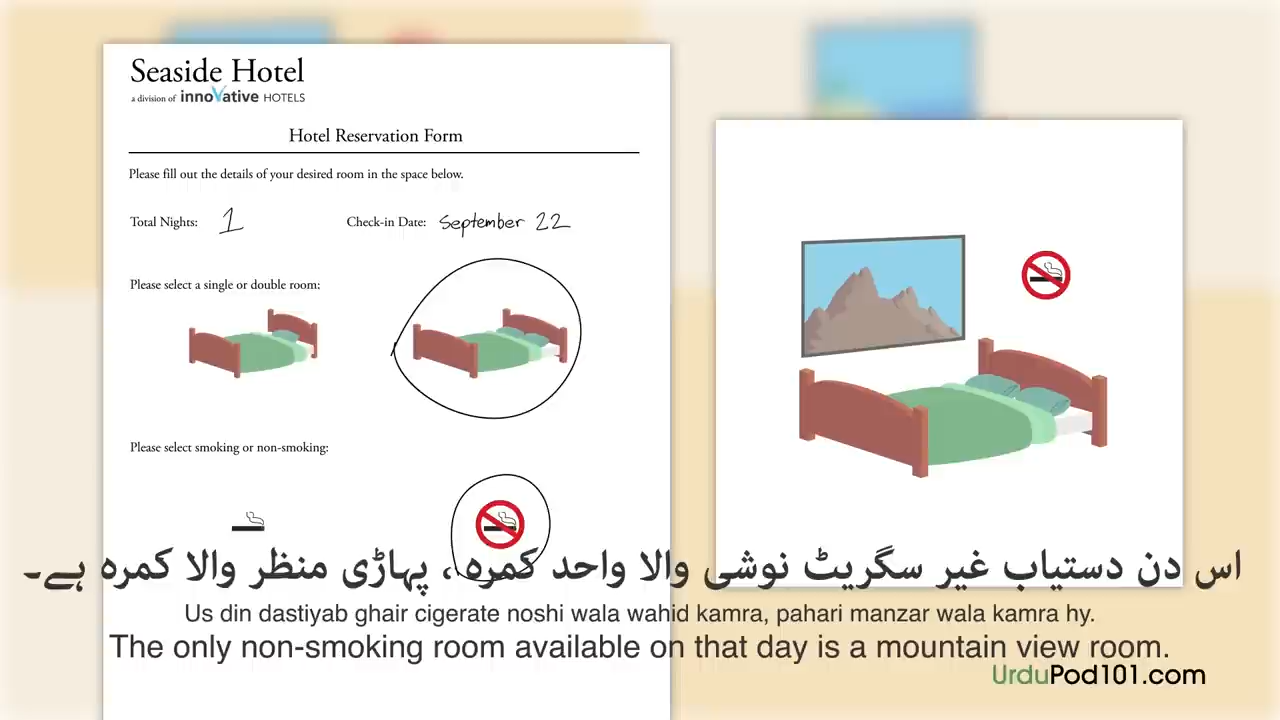 Seaside Hotel
a division of innoVative HOTELS
Hotel Reservation Form
Please fill out the details of your desired room in the space below.
Total Nights: 1 Check-in Date: September 22
Please select a single or double room:
Please select smoking or non-smoking:
اس دن دستیاب غیر سگریٹ نوشی والا واحد کمرہ، پہاڑی منظر والا کمرہ ہے۔
Us din dastiyab ghair cigerate noshi wala wahid kamra, pahari manzar wala kamra hy.
The only non-smoking room available on that day is a mountain view room.
UrduPod101.com